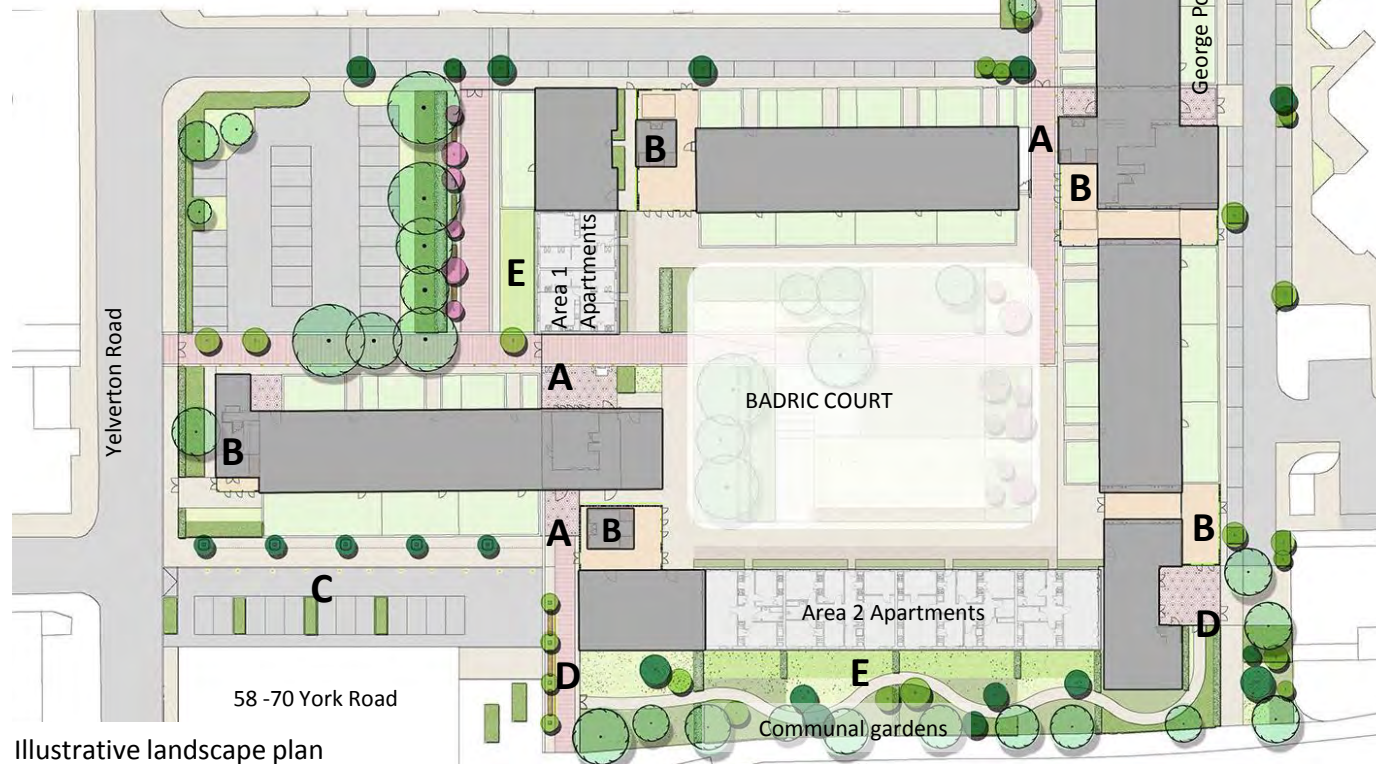 George Po
A
B
B
E
Area 1
Apartments
Yelverton Road
A
BADRIC COURT
B
A
B
B
C
Area 2 Apartments
D
D
E
58 -70 York Road
Communal gardens
Illustrative landscape plan